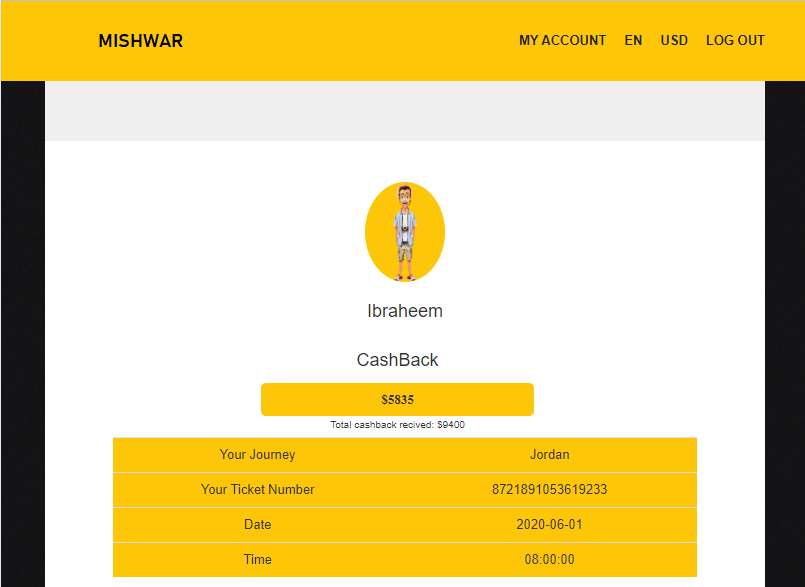 MISHWAR MY ACCOUNT EN USD LOG OUT
Ibraheem
CashBack
$5835
Total cashback recived: $9400
Your Journey Jordan
Your Ticket Number 8721891053619233
Date 2020-06-01
Time 08:00:00